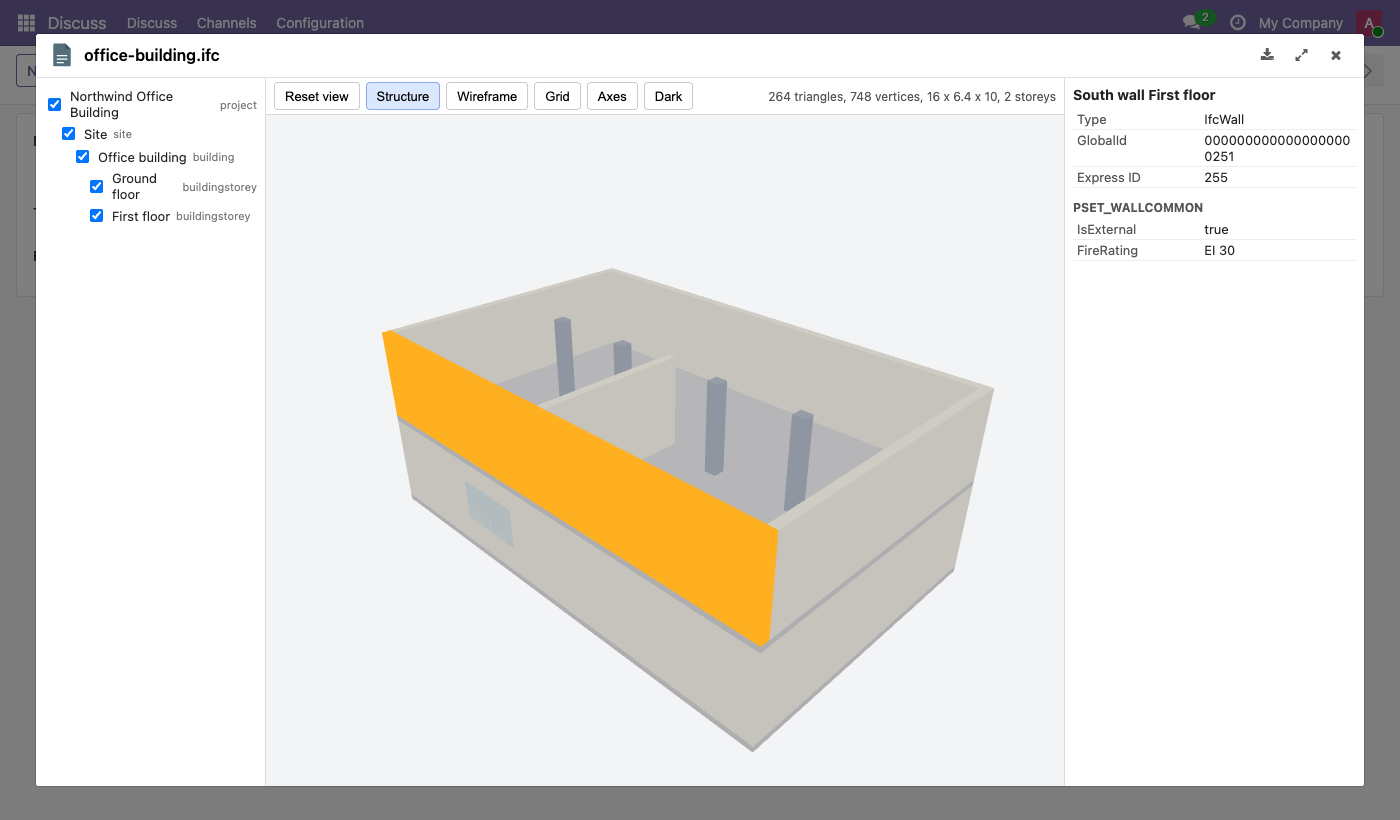 Discuss Discuss Channels Configuration 2 My Company A
office-building.ifc
Northwind Office
Building project
Site site
Office building building
Ground
floor buildingstorey
First floor buildingstorey
Reset view Structure Wireframe Grid Axes Dark 264 triangles, 748 vertices, 16 x 6.4 x 10, 2 storeys
South wall First floor
Type IfcWall
GlobalId 000000000000000000
0251
Express ID 255
PSET_WALLCOMMON
IsExternal true
FireRating EI 30